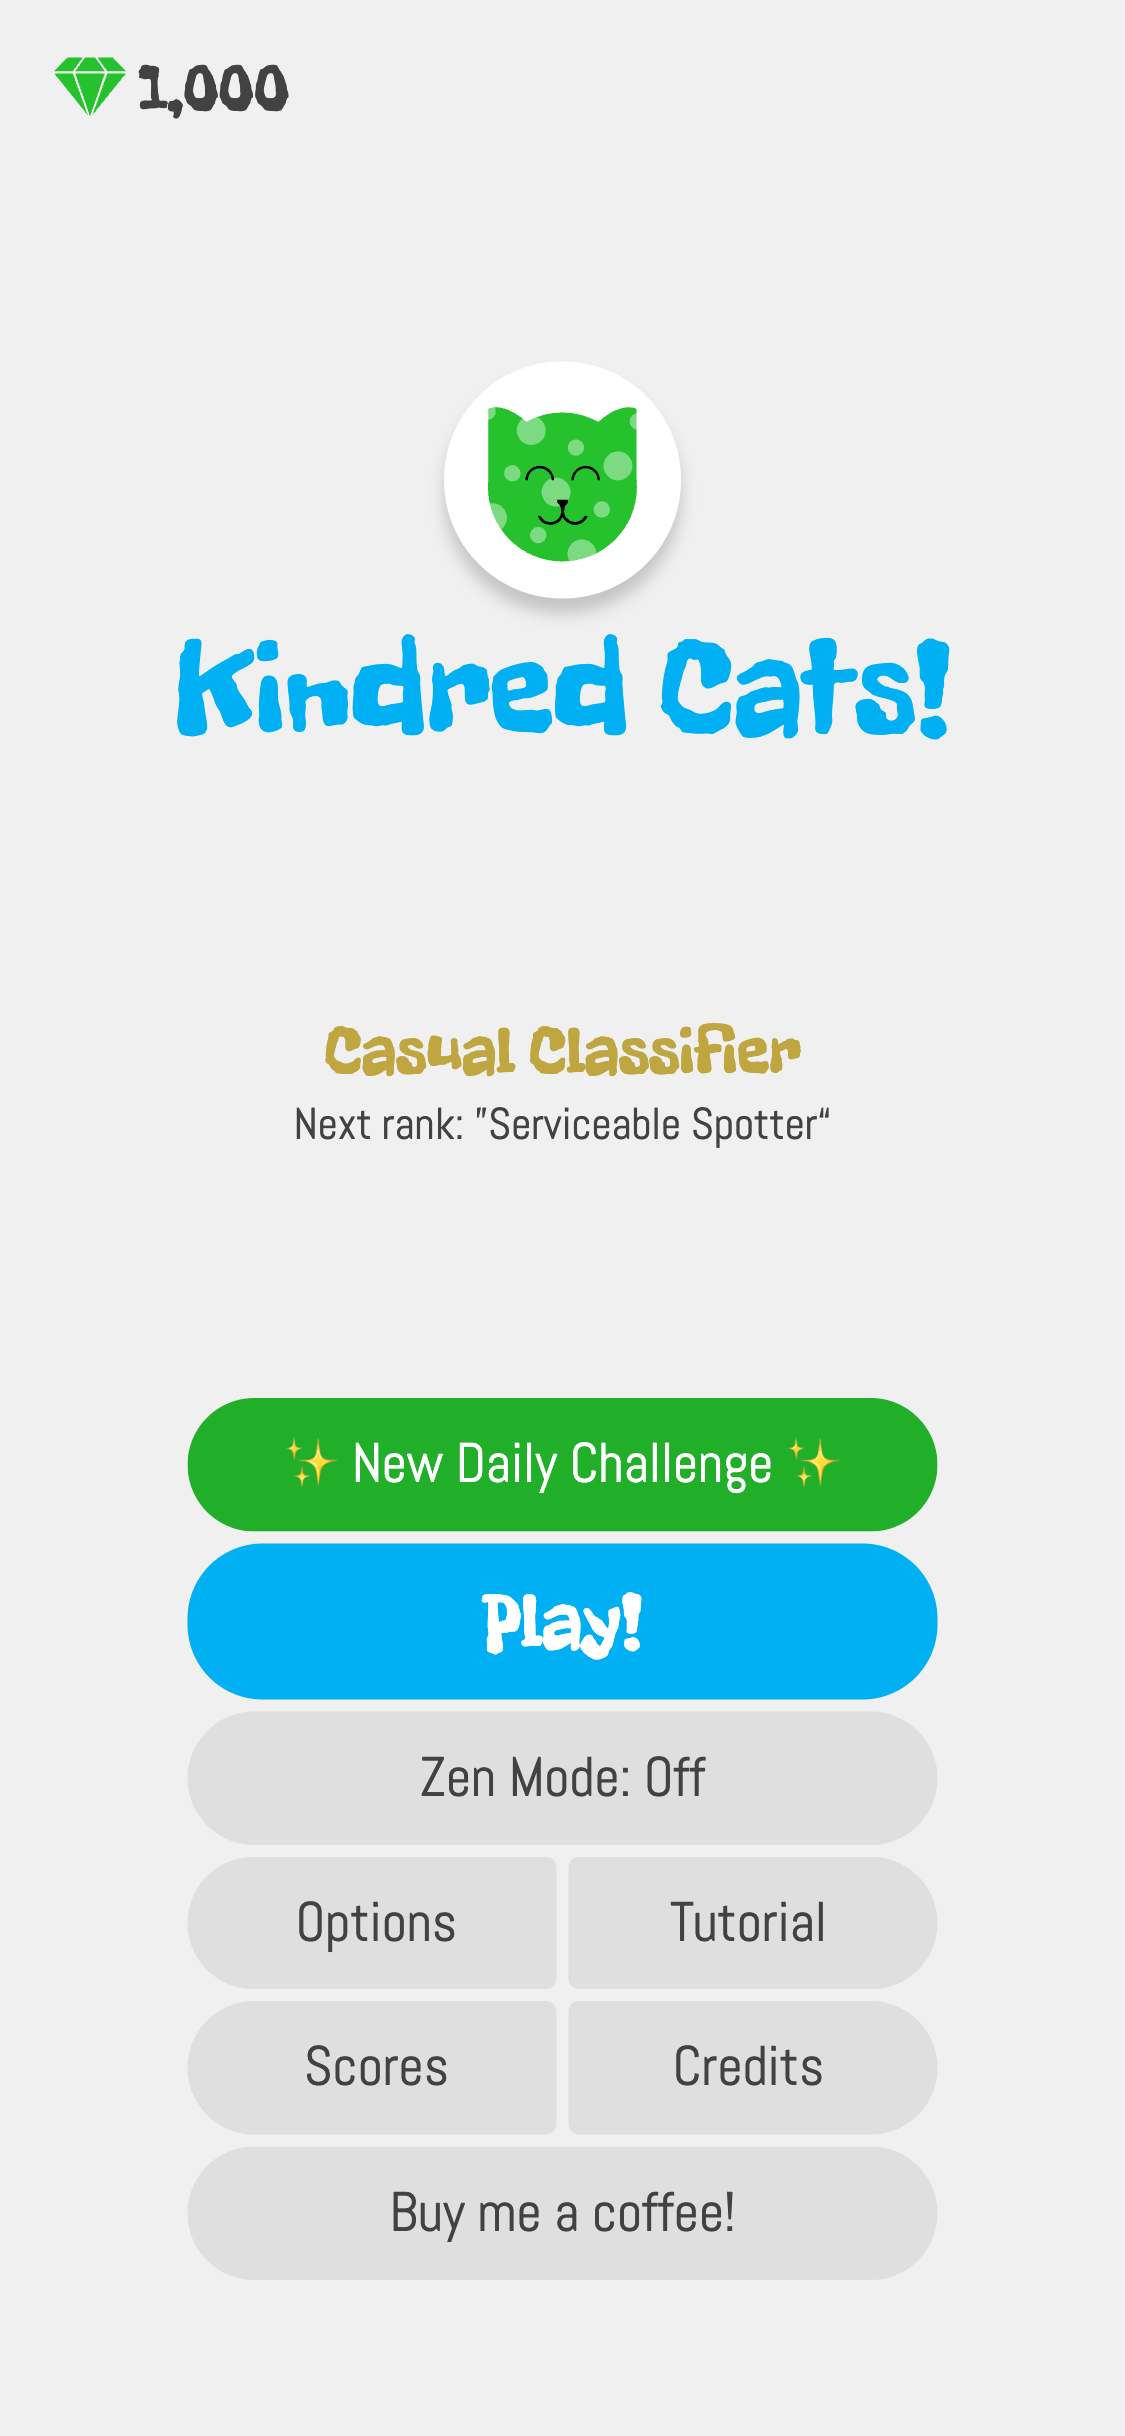 1,000
Kindred Cats!
Casual Classifier
Next rank: ”Serviceable Spotter“
✨ New Daily Challenge ✨
Play!
Zen Mode: Off
Options
Tutorial
Scores
Credits
Buy me a coffee!